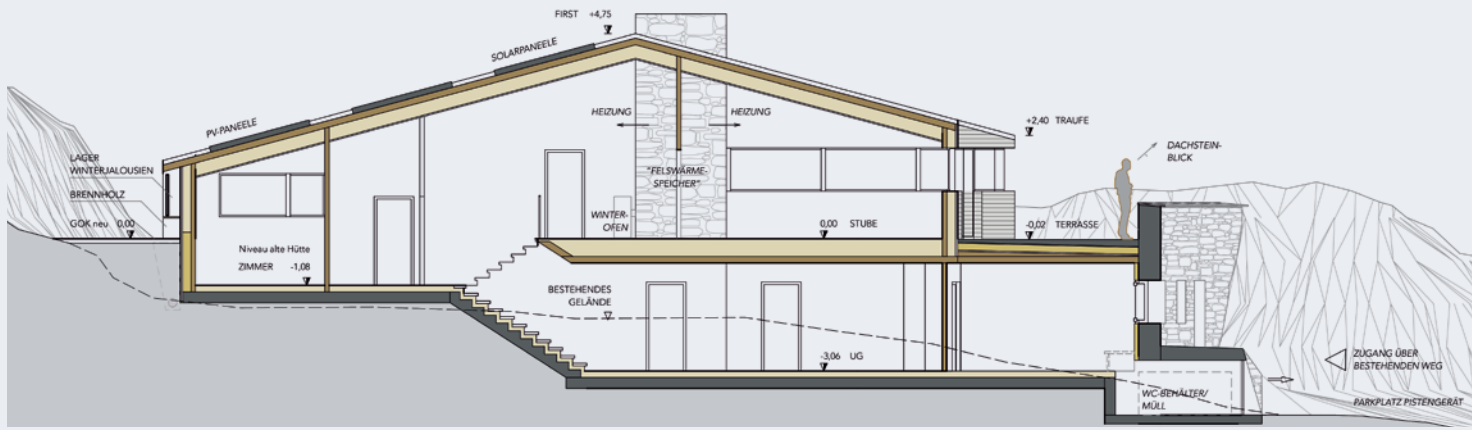 FIRST +4,75
SOLARPANEELE
PV-PANEELE
HEIZUNG
HEIZUNG
+2,40 TRAUFE
DACHSTEIN-
BLICK
LAGER
WINTERJALOUSIEN
BRENNHOLZ
GOK neu 0,00
"FELSWÄRME-
SPEICHER"
WINTER-
OFEN
0,00 STUBE
-0,02 TERRASSE
Niveau alte Hütte
ZIMMER -1,08
BESTEHENDES
GELÄNDE
-3,06 UG
ZUGANG ÜBER
BESTEHENDEN WEG
WC-BEHÄLTER/
MÜLL
PARKPLATZ PISTENGERÄT